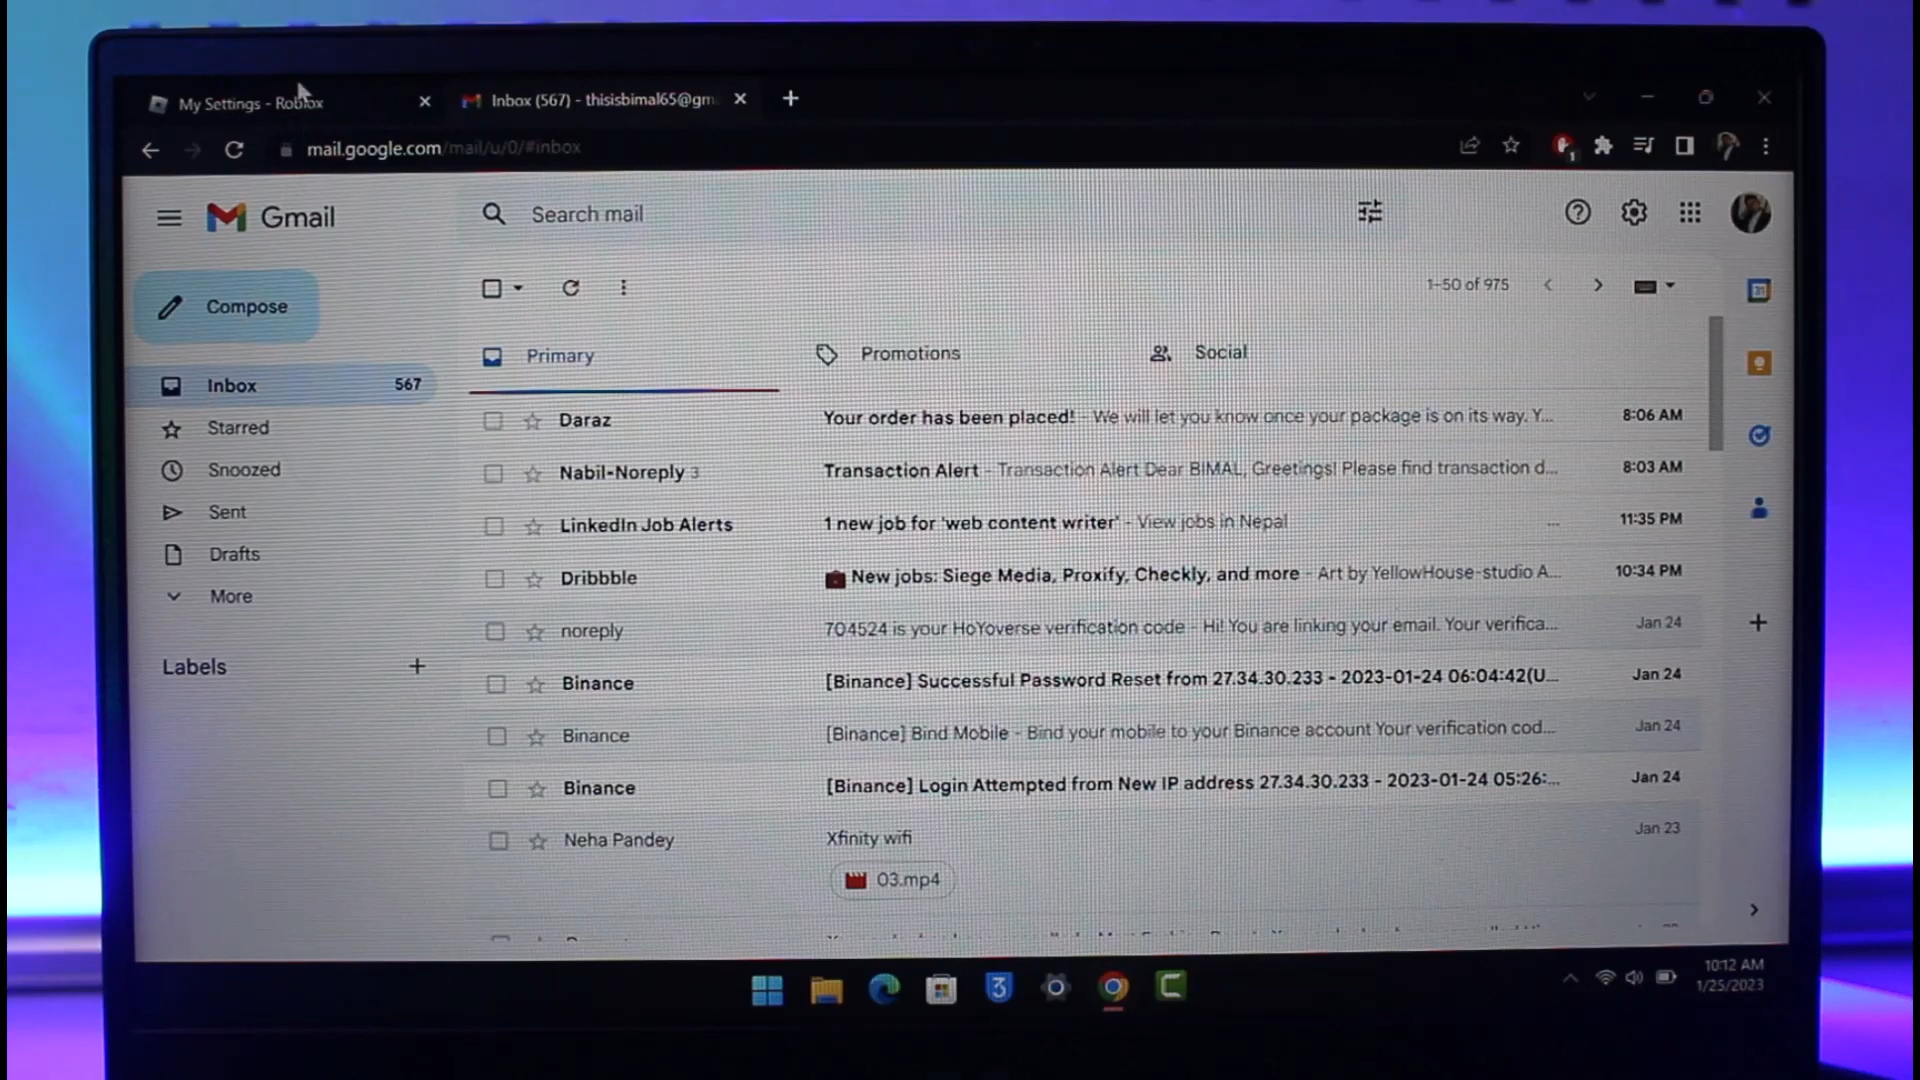 My Settings - Roblox
Inbox (567) - thisisbimal65@gm
mail.google.com/mail/u/0/#inbox
1
Gmail
Search mail
Compose
1–50 of 975
Primary
Promotions
Social
Inbox 567
Starred
Snoozed
Sent
Drafts
More
Labels
Daraz Your order has been placed! - We will let you know once your package is on its way. Y... 8:06 AM
Nabil-Noreply 3 Transaction Alert - Transaction Alert Dear BIMAL, Greetings! Please find transaction d... 8:03 AM
LinkedIn Job Alerts 1 new job for 'web content writer' - View jobs in Nepal ... 11:35 PM
Dribbble New jobs: Siege Media, Proxify, Checkly, and more - Art by YellowHouse-studio A... 10:34 PM
noreply 704524 is your HoYoverse verification code - Hi! You are linking your email. Your verifica... Jan 24
Binance [Binance] Successful Password Reset from 27.34.30.233 - 2023-01-24 06:04:42(U... Jan 24
Binance [Binance] Bind Mobile - Bind your mobile to your Binance account Your verification cod... Jan 24
Binance [Binance] Login Attempted from New IP address 27.34.30.233 - 2023-01-24 05:26:... Jan 24
Neha Pandey Xfinity wifi Jan 23
03.mp4
10:12 AM
1/25/2023